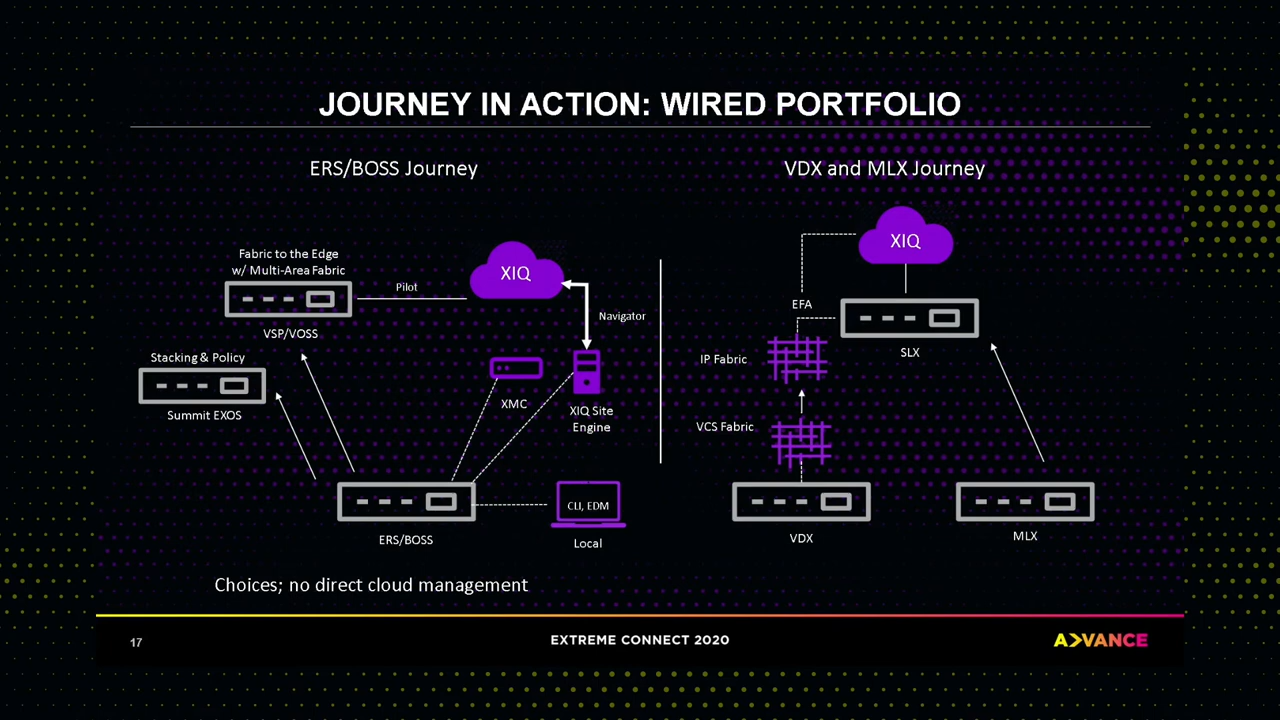 JOURNEY IN ACTION: WIRED PORTFOLIO
ERS/BOSS Journey
Fabric to the Edge
w/ Multi-Area Fabric
Pilot
XIQ
VSP/VOSS
Navigator
Stacking & Policy
Summit EXOS
XMC
XIQ Site
Engine
CLI, EDM
ERS/BOSS
Local
Choices; no direct cloud management
VDX and MLX Journey
XIQ
EFA
SLX
IP Fabric
VCS Fabric
VDX
MLX
17
EXTREME CONNECT 2020
ADVANCE